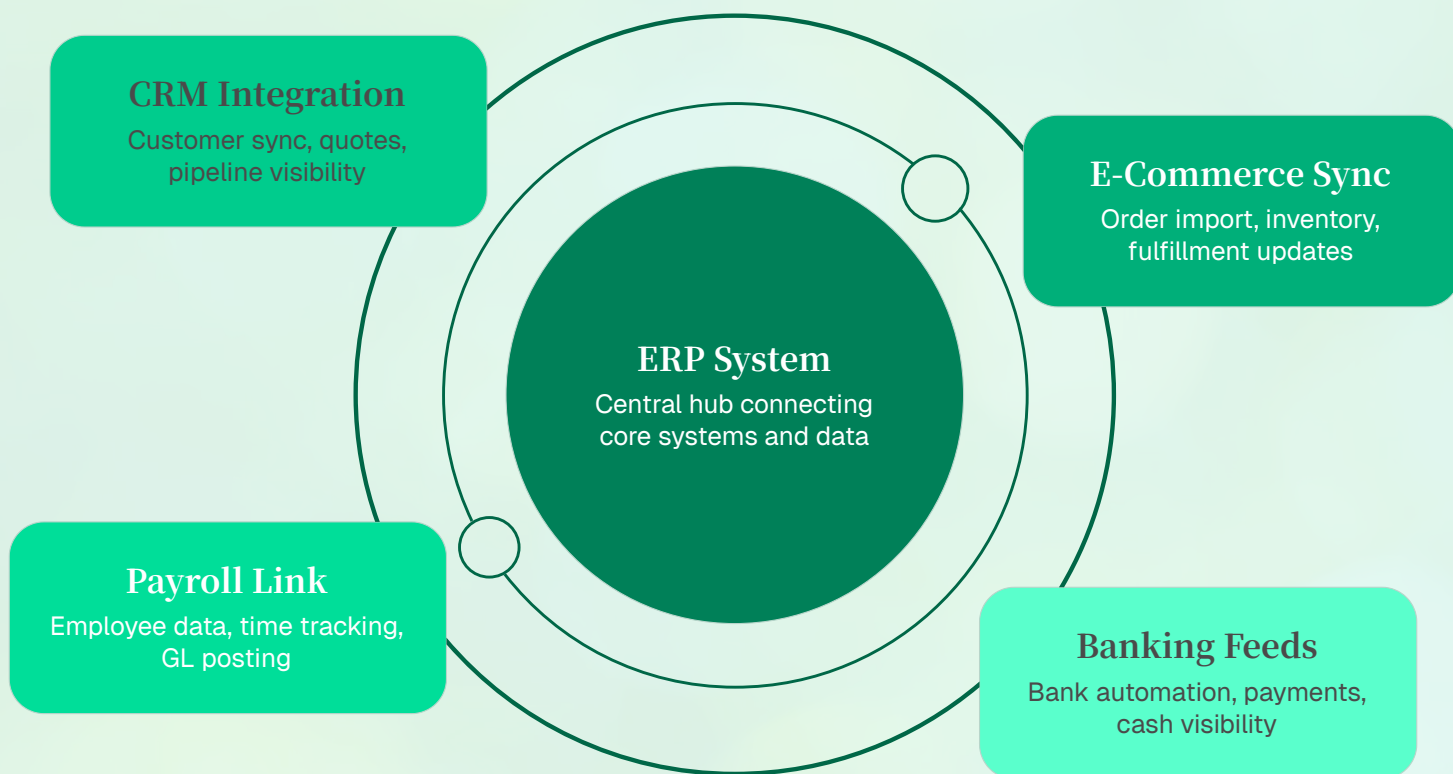 CRM Integration
Customer sync, quotes,
pipeline visibility
E-Commerce Sync
Order import, inventory,
fulfillment updates
ERP System
Central hub connecting
core systems and data
Payroll Link
Employee data, time tracking,
GL posting
Banking Feeds
Bank automation, payments,
cash visibility